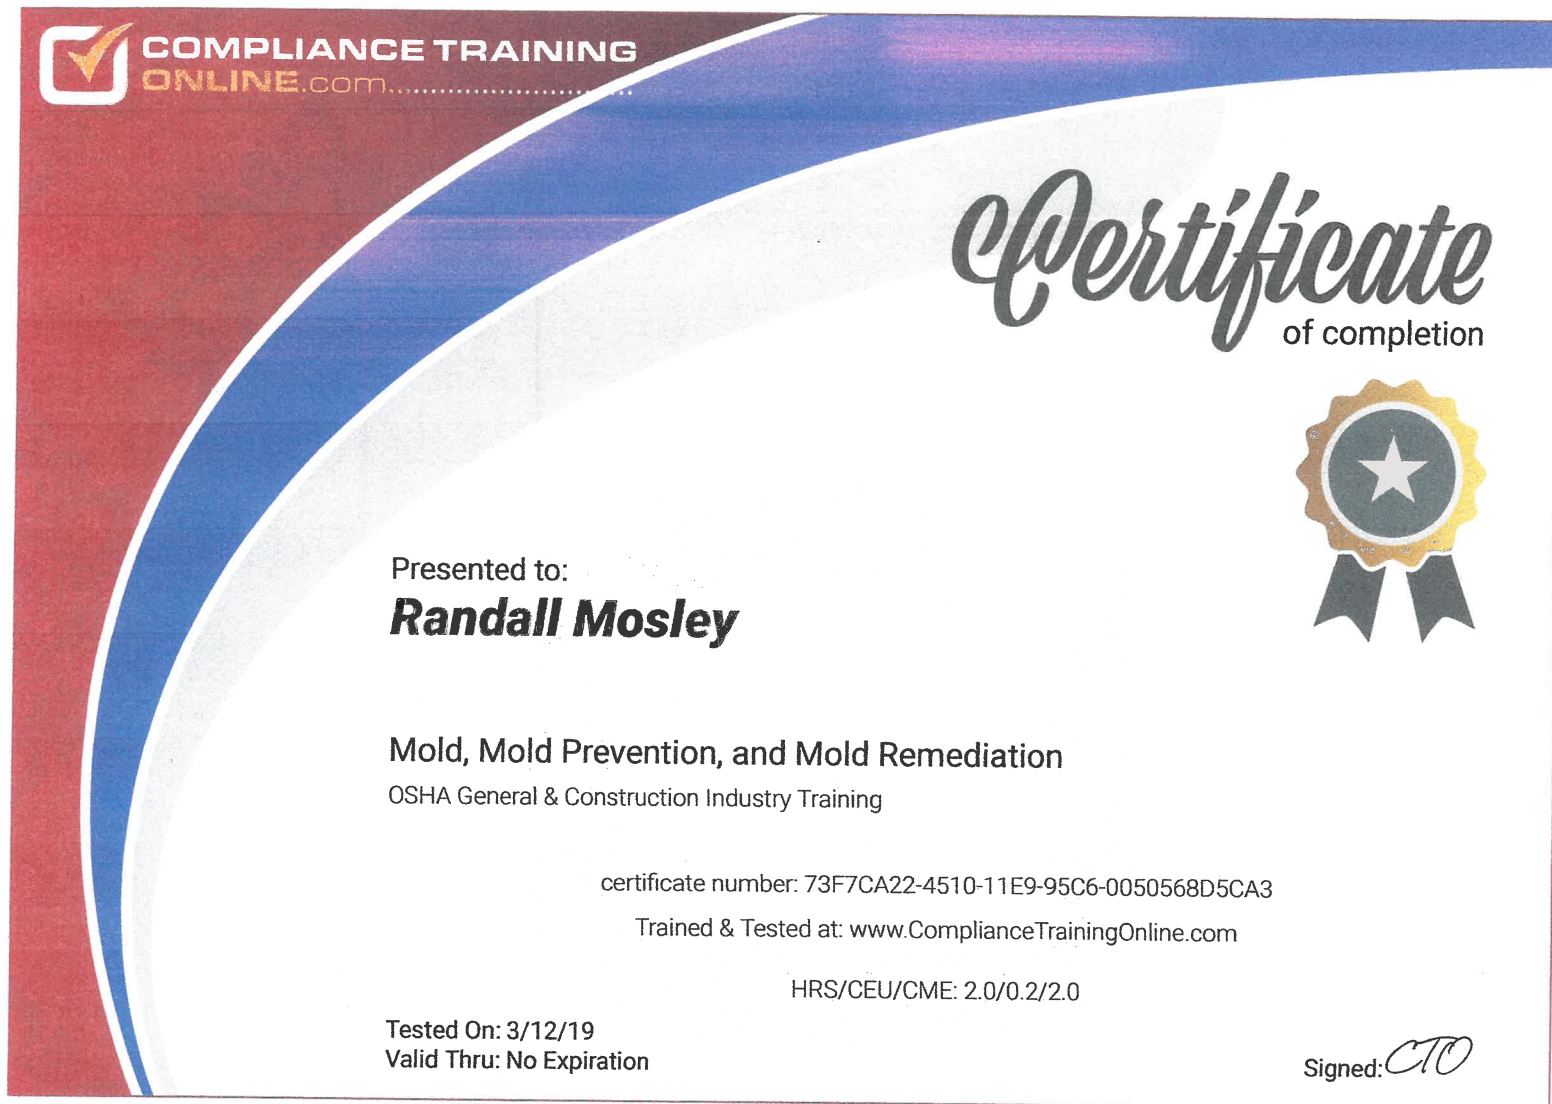 COMPLIANCE TRAINING
ONLINE.com
Certificate
of completion
Presented to:
Randall Mosley
Mold, Mold Prevention, and Mold Remediation
OSHA General & Construction Industry Training
certificate number: 73F7CA22-4510-11E9-95C6-0050568D5CA3
Trained & Tested at: www.ComplianceTrainingOnline.com
HRS/CEU/CME: 2.0/0.2/2.0
Tested On: 3/12/19
Valid Thru: No Expiration
Signed: CTO